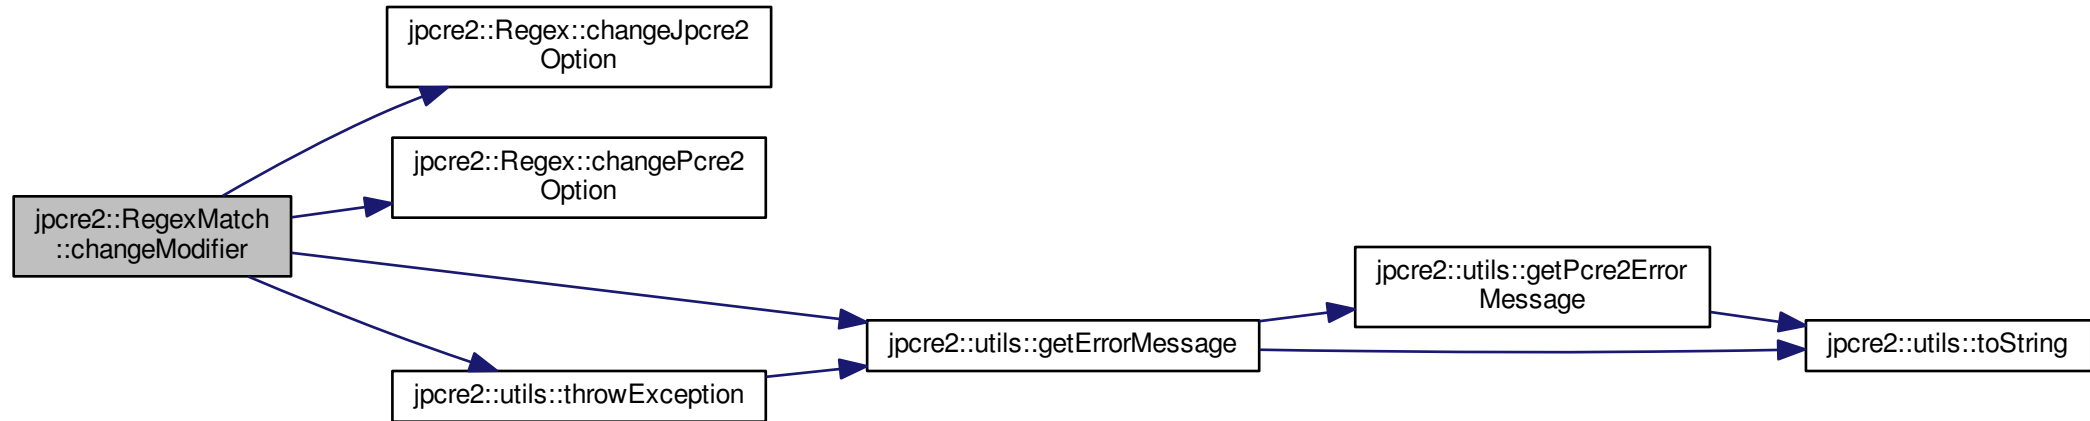 jpcre2::Regex::changeJpcre2
Option
jpcre2::Regex::changePcre2
Option
jpcre2::RegexMatch
::changeModifier
jpcre2::utils::getPcre2Error
Message
jpcre2::utils::getErrorMessage
jpcre2::utils::toString
jpcre2::utils::throwException